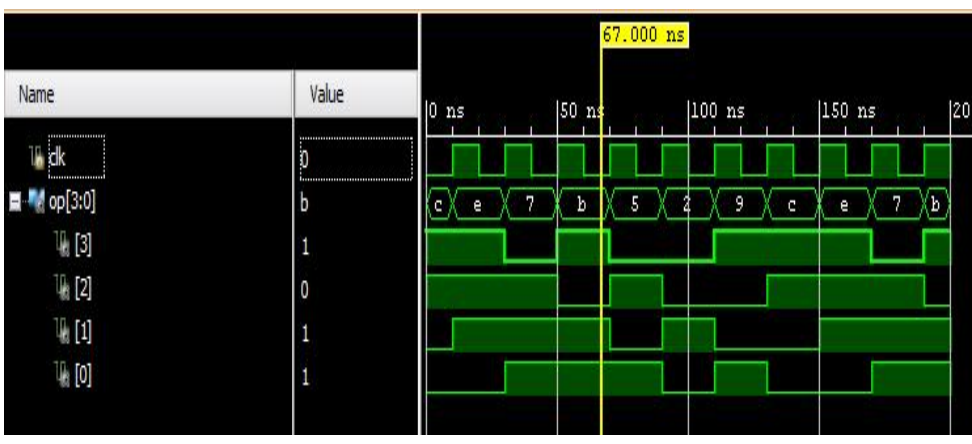 67.000 ns
Name Value 0 ns 50 ns 100 ns 150 ns 20
clk 0
op[3:0] b c e 7 b 5 2 9 c e 7 b
[3] 1
[2] 0
[1] 1
[0] 1